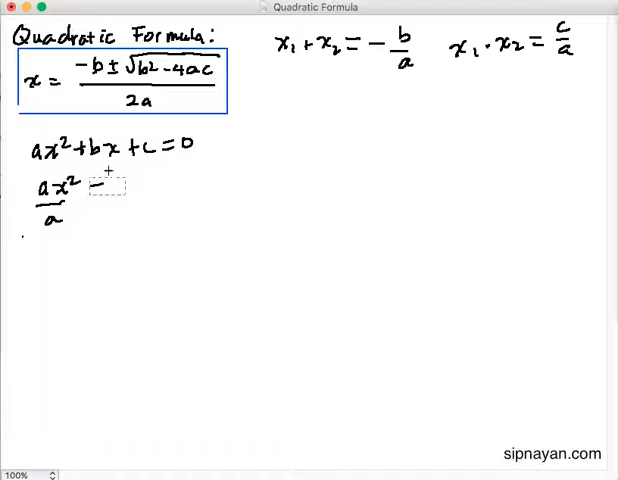 Quadratic Formula
Quadratic Formula:
x = (-b ± √(b² - 4ac)) / 2a
x₁ + x₂ = - b/a
x₁ · x₂ = c/a
ax² + bx + c = 0
ax²/a -
sipnayan.com
100%